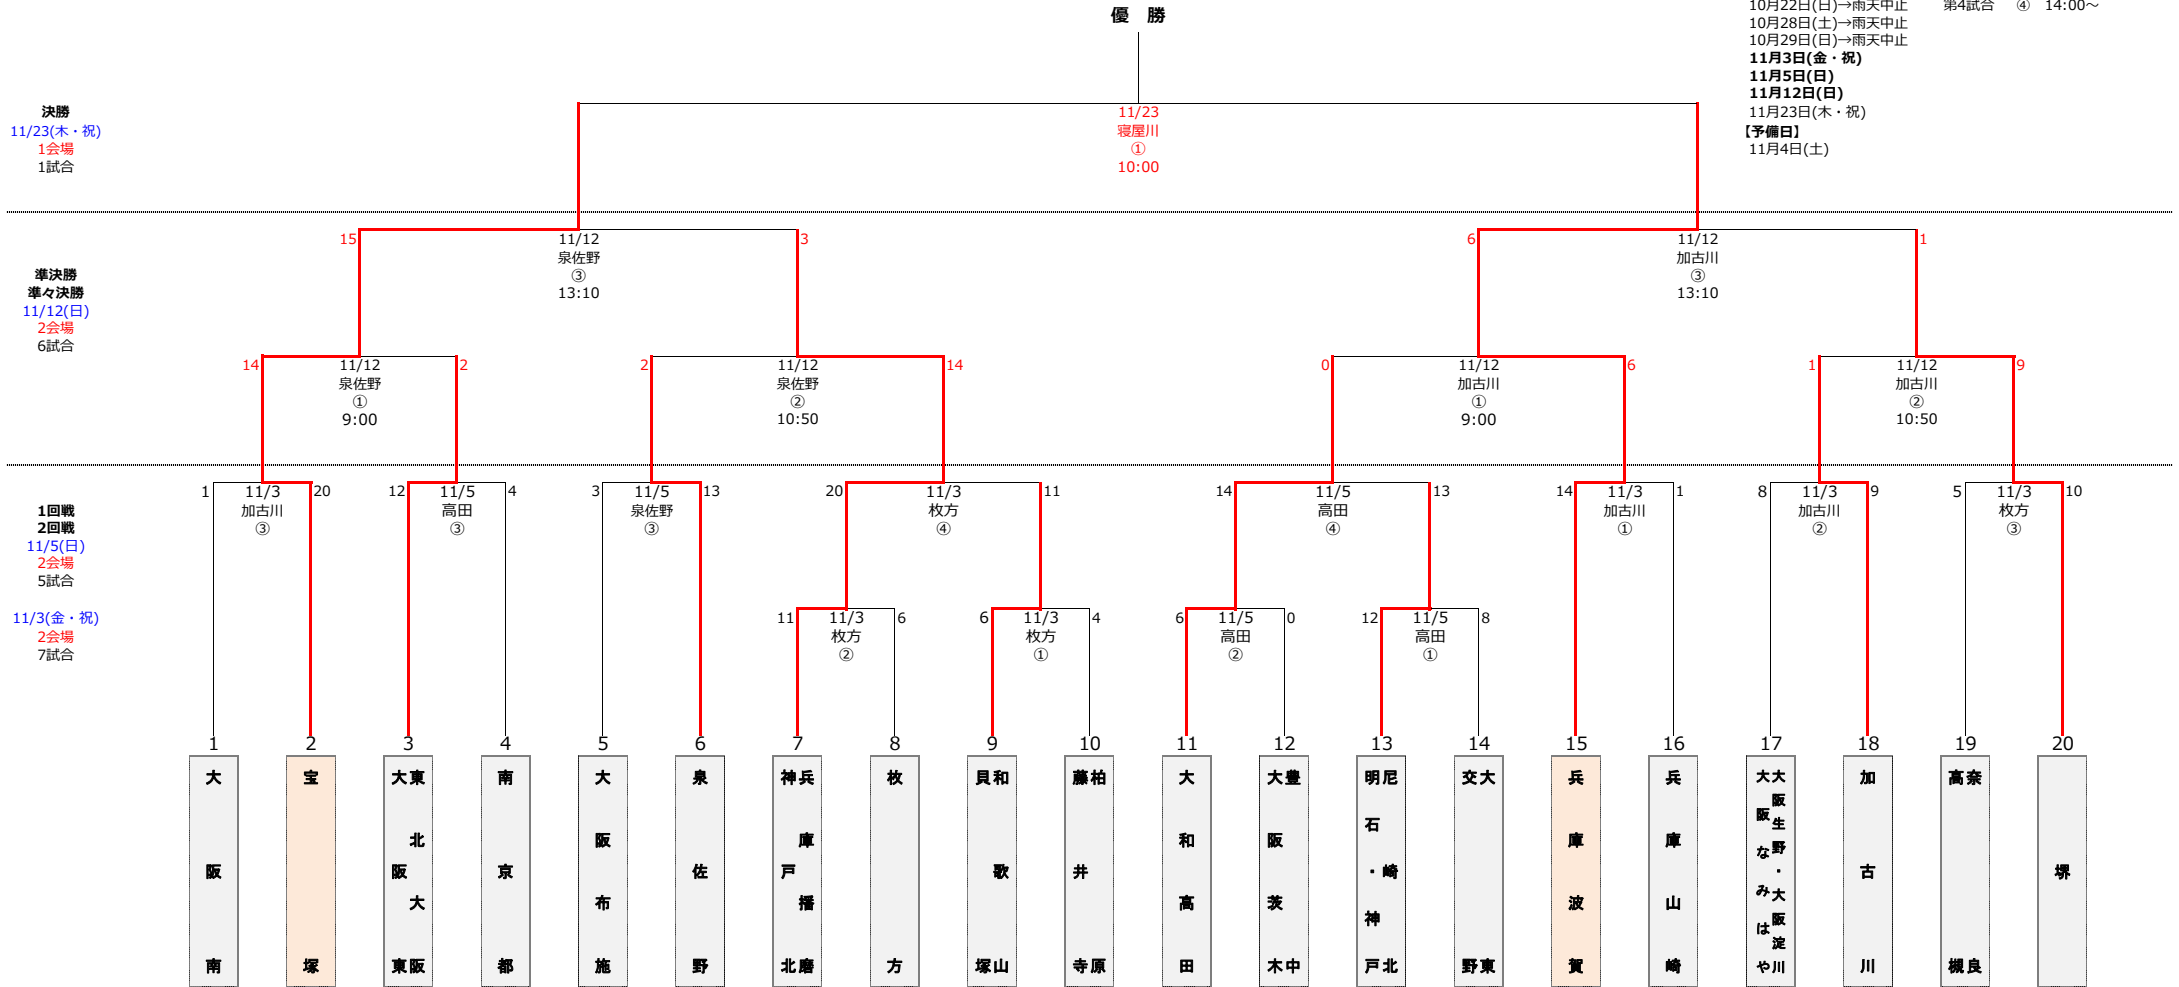 優　勝
10月22日(日)→雨天中止　第4試合　④　14:00～
10月28日(土)→雨天中止
10月29日(日)→雨天中止
11月3日(金・祝)
11月5日(日)
11月12日(日)
11月23日(木・祝)
【予備日】
11月4日(土)
決勝
11/23(木・祝)
1会場
1試合
11/23
寝屋川
①
10:00
準決勝
準々決勝
11/12(日)
2会場
6試合
15 11/12 3
泉佐野
③
13:10
6 11/12 1
加古川
③
13:10
14 11/12 2
泉佐野
①
9:00
2 11/12 14
泉佐野
②
10:50
0 11/12 6
加古川
①
9:00
1 11/12 9
加古川
②
10:50
1回戦
2回戦
11/5(日)
2会場
5試合
11/3(金・祝)
2会場
7試合
1 11/3 20
加古川
③
12 11/5 4
高田
③
3 11/5 13
泉佐野
③
20 11/3 11
枚方
④
14 11/5 13
高田
④
14 11/3 1
加古川
①
8 11/3 9
加古川
②
5 11/3 10
枚方
③
11 11/3 6
枚方
②
6 11/3 4
枚方
①
6 11/5 0
高田
②
12 11/5 8
高田
①
1
大阪南
2
宝塚
3
東北大阪
大阪東
4
南京都
5
大阪布施
6
泉佐野
7
兵庫播磨
神戸北
8
枚方
9
和歌山
貝塚
10
柏原
藤井寺
11
大和高田
12
豊中
大阪茨木
13
尼崎北
明石・神戸
14
大東
交野
15
兵庫波賀
16
兵庫山崎
17
大阪生野・大阪淀川
大阪なみはや
18
加古川
19
奈良
高槻
20
堺